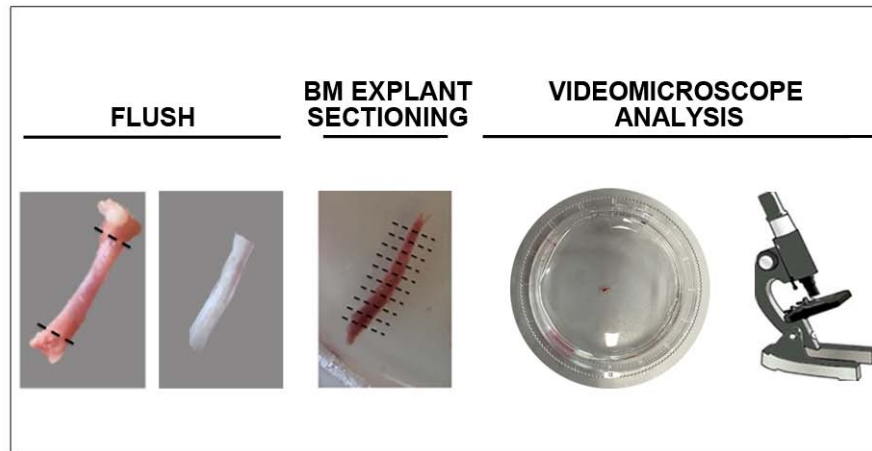 FLUSH
BM EXPLANT
SECTIONING
VIDEOMICROSCOPE
ANALYSIS